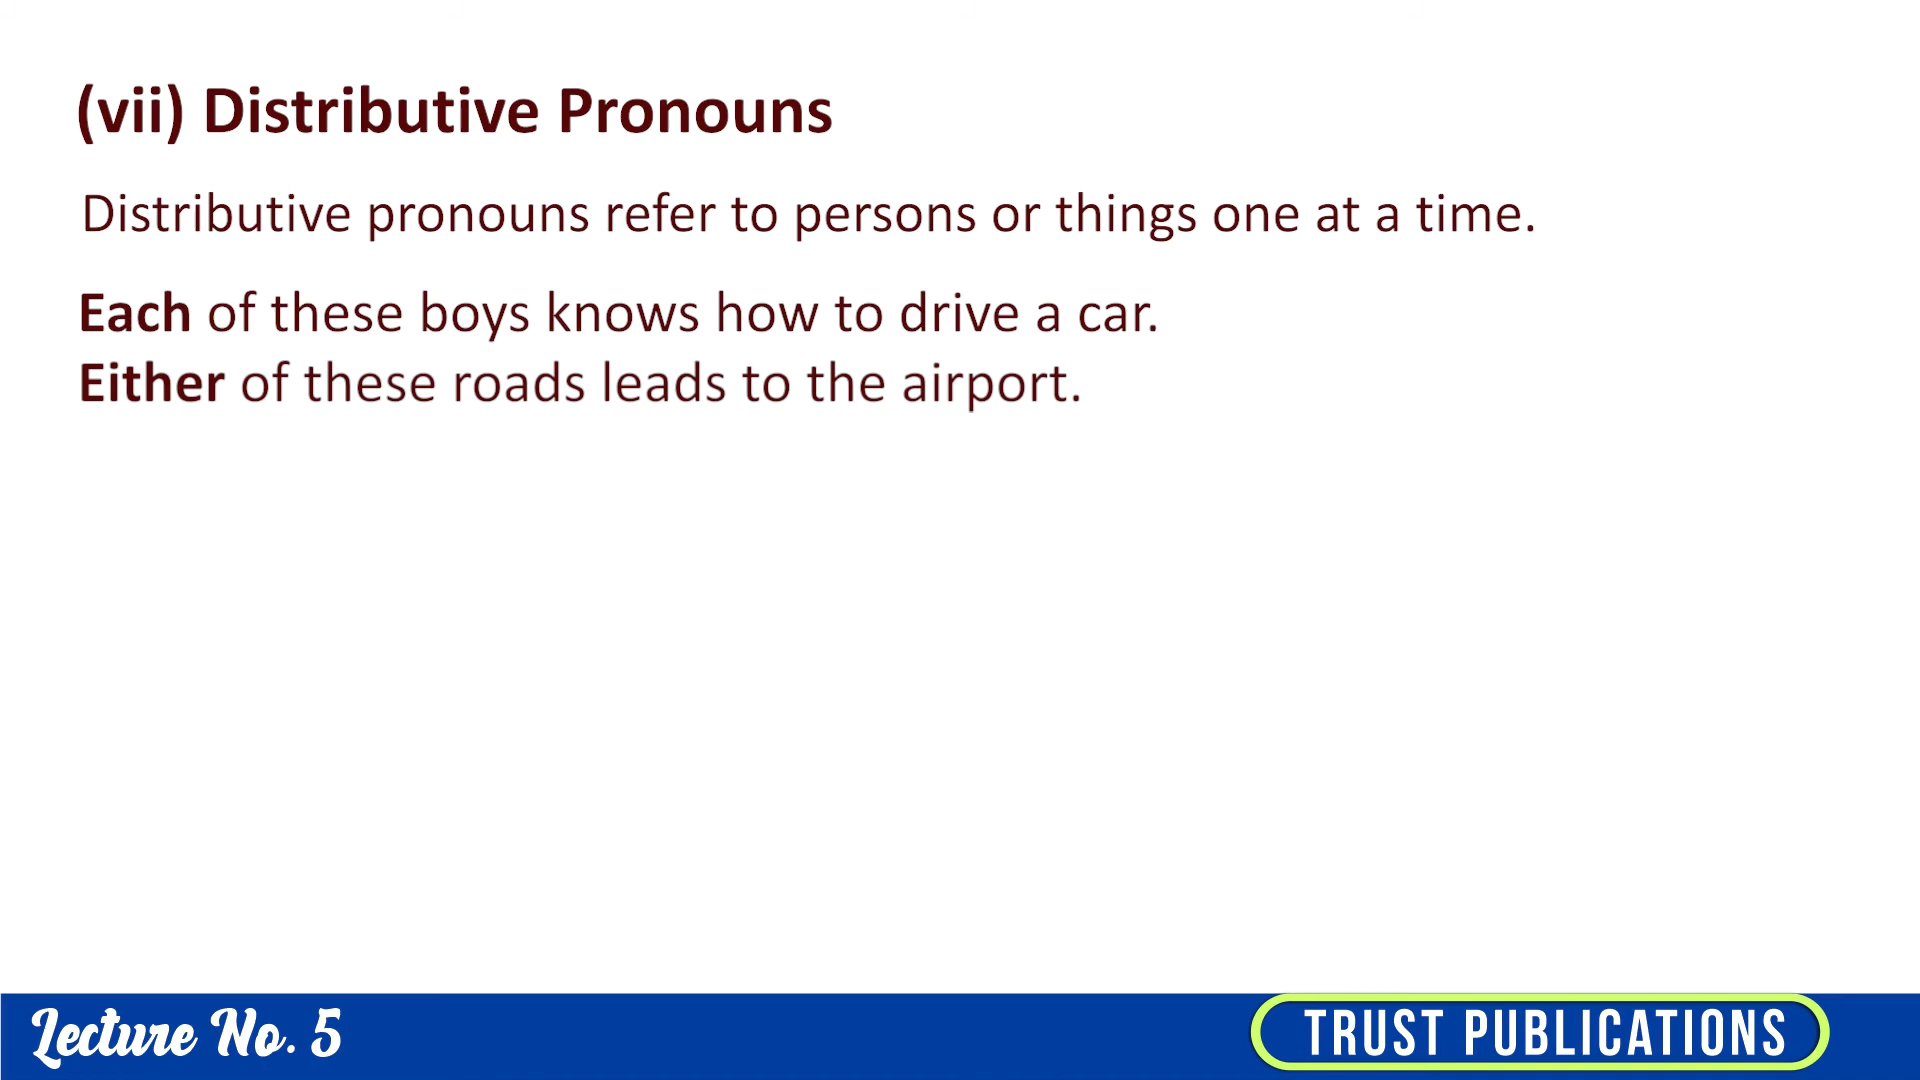 (vii) Distributive Pronouns
Distributive pronouns refer to persons or things one at a time.
Each of these boys knows how to drive a car.
Either of these roads leads to the airport.
Lecture No. 5
TRUST PUBLICATIONS